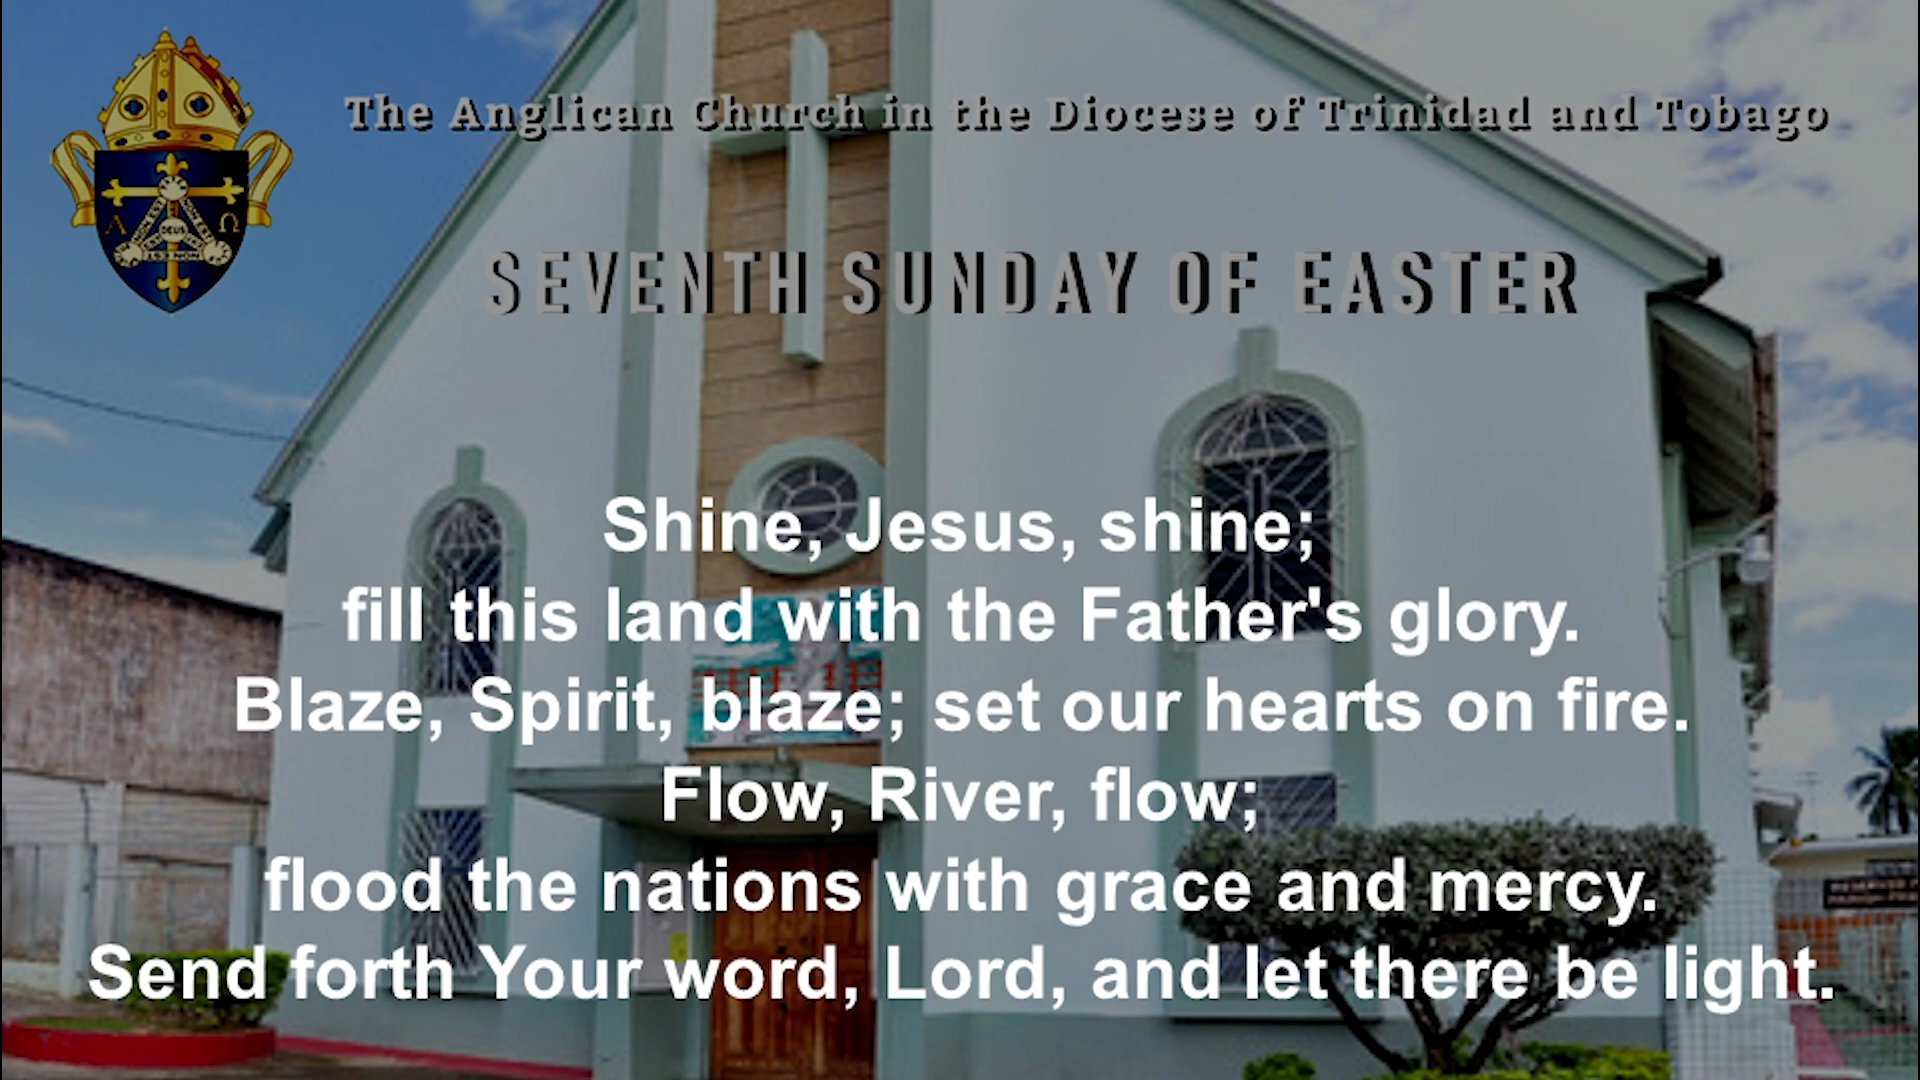 The Anglican Church in the Diocese of Trinidad and Tobago
SEVENTH SUNDAY OF EASTER
DEUS
Shine, Jesus, shine;
fill this land with the Father's glory.
Blaze, Spirit, blaze; set our hearts on fire.
Flow, River, flow;
flood the nations with grace and mercy.
Send forth Your word, Lord, and let there be light.